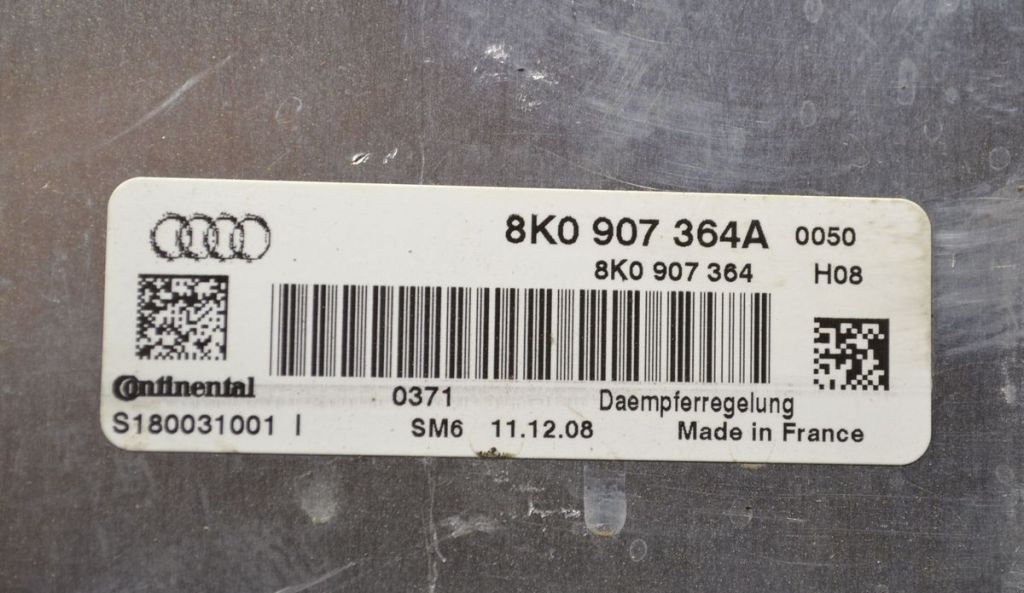 8K0 907 364A 0050
8K0 907 364 H08
Continental
0371 Daempferregelung
S180031001 I SM6 11.12.08 Made in France